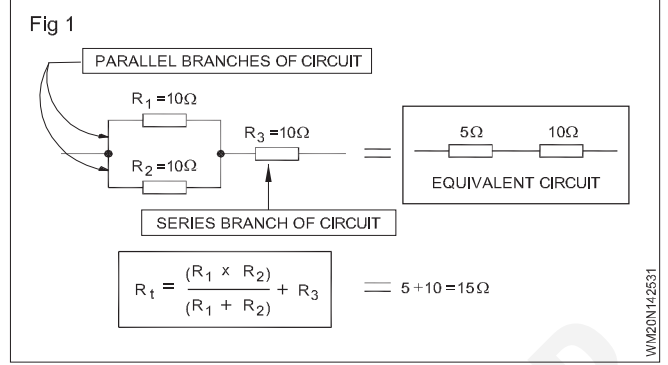 Fig 1
PARALLEL BRANCHES OF CIRCUIT
R1 =10Ω
R2 =10Ω
R3 =10Ω
=
5Ω 10Ω
EQUIVALENT CIRCUIT
SERIES BRANCH OF CIRCUIT
Rt = (R1 x R2) / (R1 + R2) + R3 = 5+10=15Ω
WM20N142531